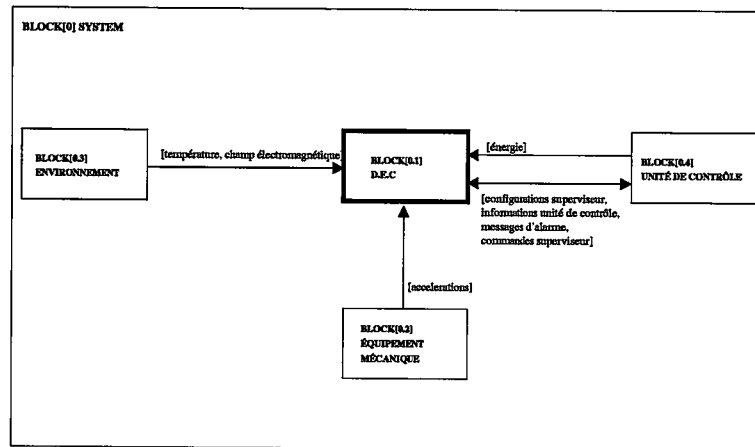 BLOCK[0] SYSTEM
BLOCK[0.3]
ENVIRONNEMENT
[température, champ électromagnétique]
BLOCK[0.1]
D.E.C
[énergie]
BLOCK[0.4]
UNITÉ DE CONTRÔLE
[configurations superviseur,
informations unité de contrôle,
messages d'alarme,
commandes superviseur]
[accelerations]
BLOCK[0.2]
ÉQUIPEMENT
MÉCANIQUE